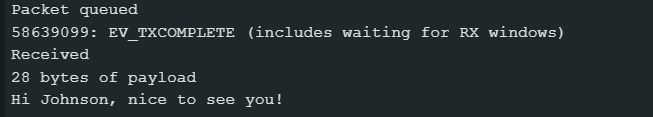 Packet queued
58639099: EV_TXCOMPLETE (includes waiting for RX windows)
Received
28 bytes of payload
Hi Johnson, nice to see you!